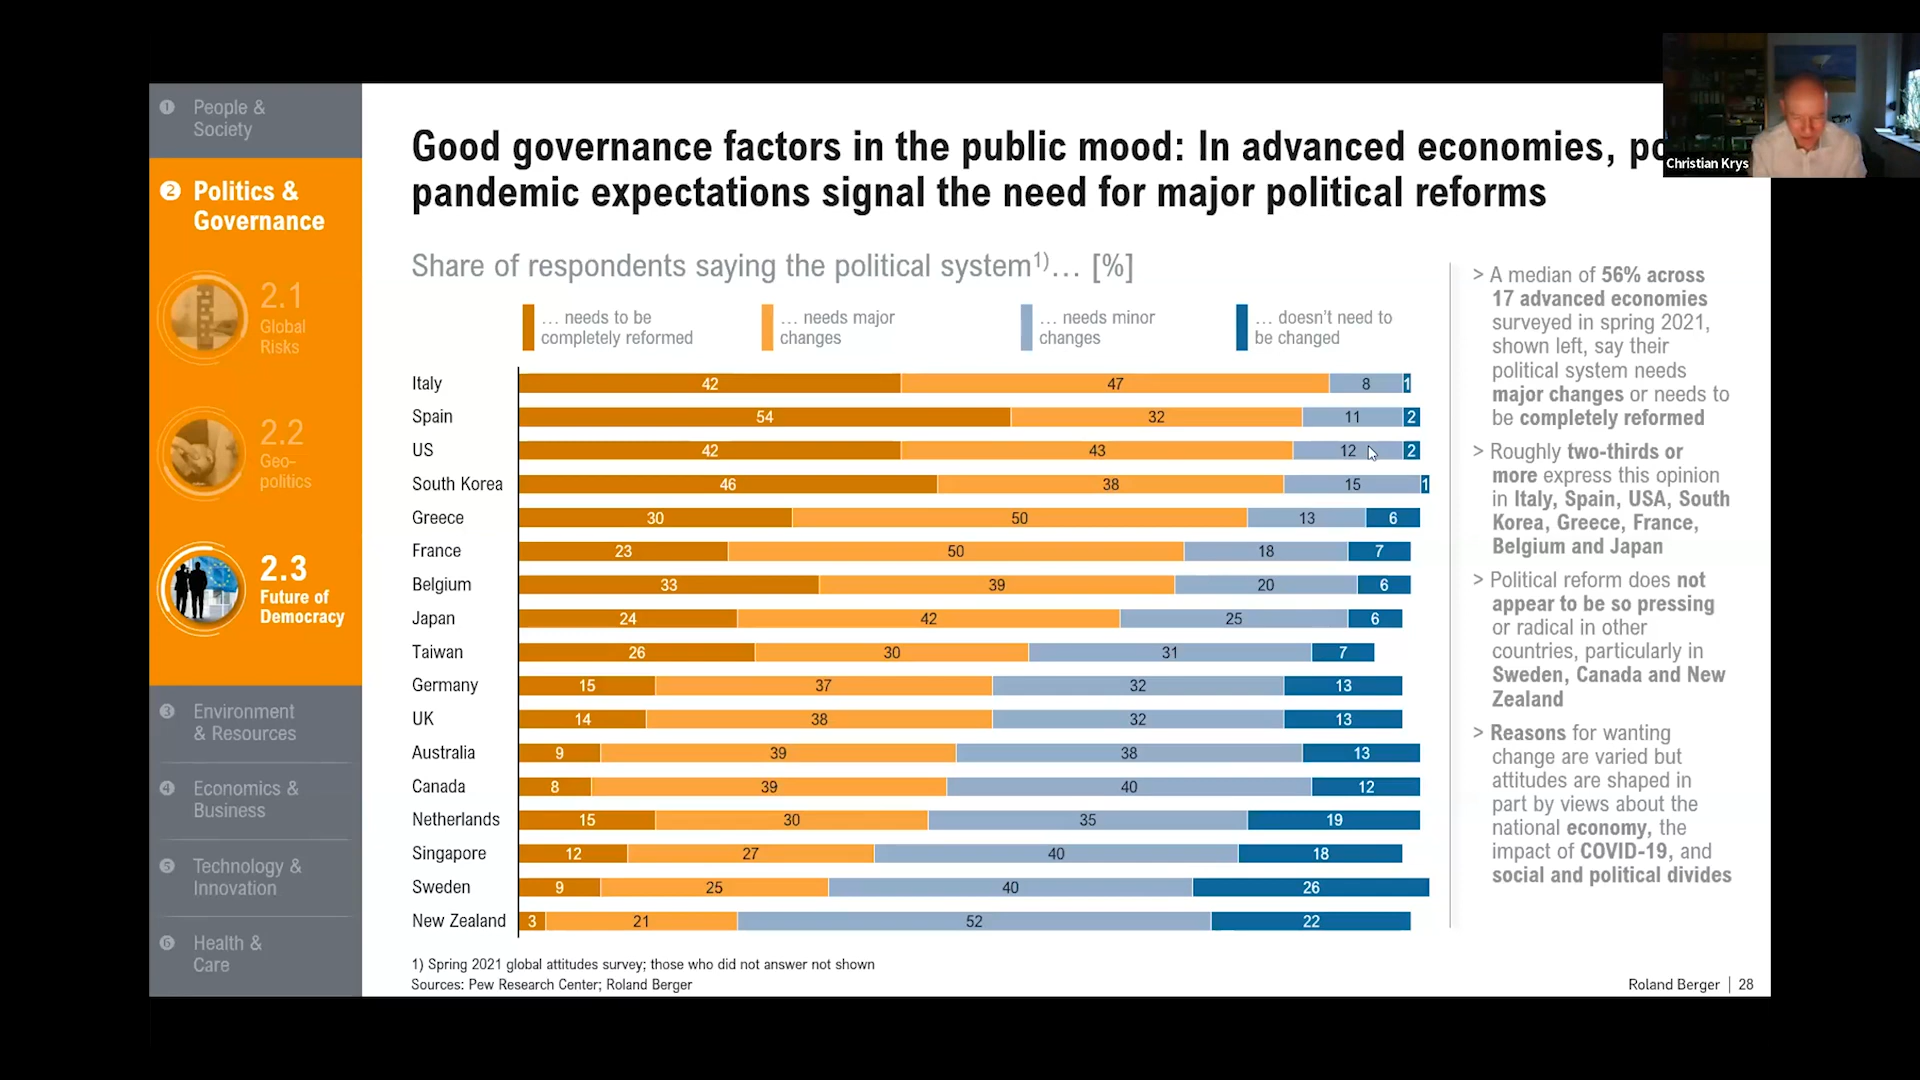 ❶ People &
Society
❷ Politics &
Governance
2.1
Global
Risks
2.2
Geo-
politics
2.3
Future of
Democracy
❸ Environment
& Resources
❹ Economics &
Business
❺ Technology &
Innovation
❻ Health &
Care
Good governance factors in the public mood: In advanced economies,
pandemic expectations signal the need for major political reforms
Christian Krys
Share of respondents saying the political system1)… [%]
… needs to be
completely reformed
… needs major
changes
… needs minor
changes
… doesn't need to
be changed
Italy 42 47 8 1
Spain 54 32 11 2
US 42 43 12 2
South Korea 46 38 15 1
Greece 30 50 13 6
France 23 50 18 7
Belgium 33 39 20 6
Japan 24 42 25 6
Taiwan 26 30 31 7
Germany 15 37 32 13
UK 14 38 32 13
Australia 9 39 38 13
Canada 8 39 40 12
Netherlands 15 30 35 19
Singapore 12 27 40 18
Sweden 9 25 40 26
New Zealand 3 21 52 22
> A median of 56% across
17 advanced economies
surveyed in spring 2021,
shown left, say their
political system needs
major changes or needs to
be completely reformed
> Roughly two-thirds or
more express this opinion
in Italy, Spain, USA, South
Korea, Greece, France,
Belgium and Japan
> Political reform does not
appear to be so pressing
or radical in other
countries, particularly in
Sweden, Canada and New
Zealand
> Reasons for wanting
change are varied but
attitudes are shaped in
part by views about the
national economy, the
impact of COVID-19, and
social and political divides
1) Spring 2021 global attitudes survey; those who did not answer not shown
Sources: Pew Research Center; Roland Berger
Roland Berger | 28